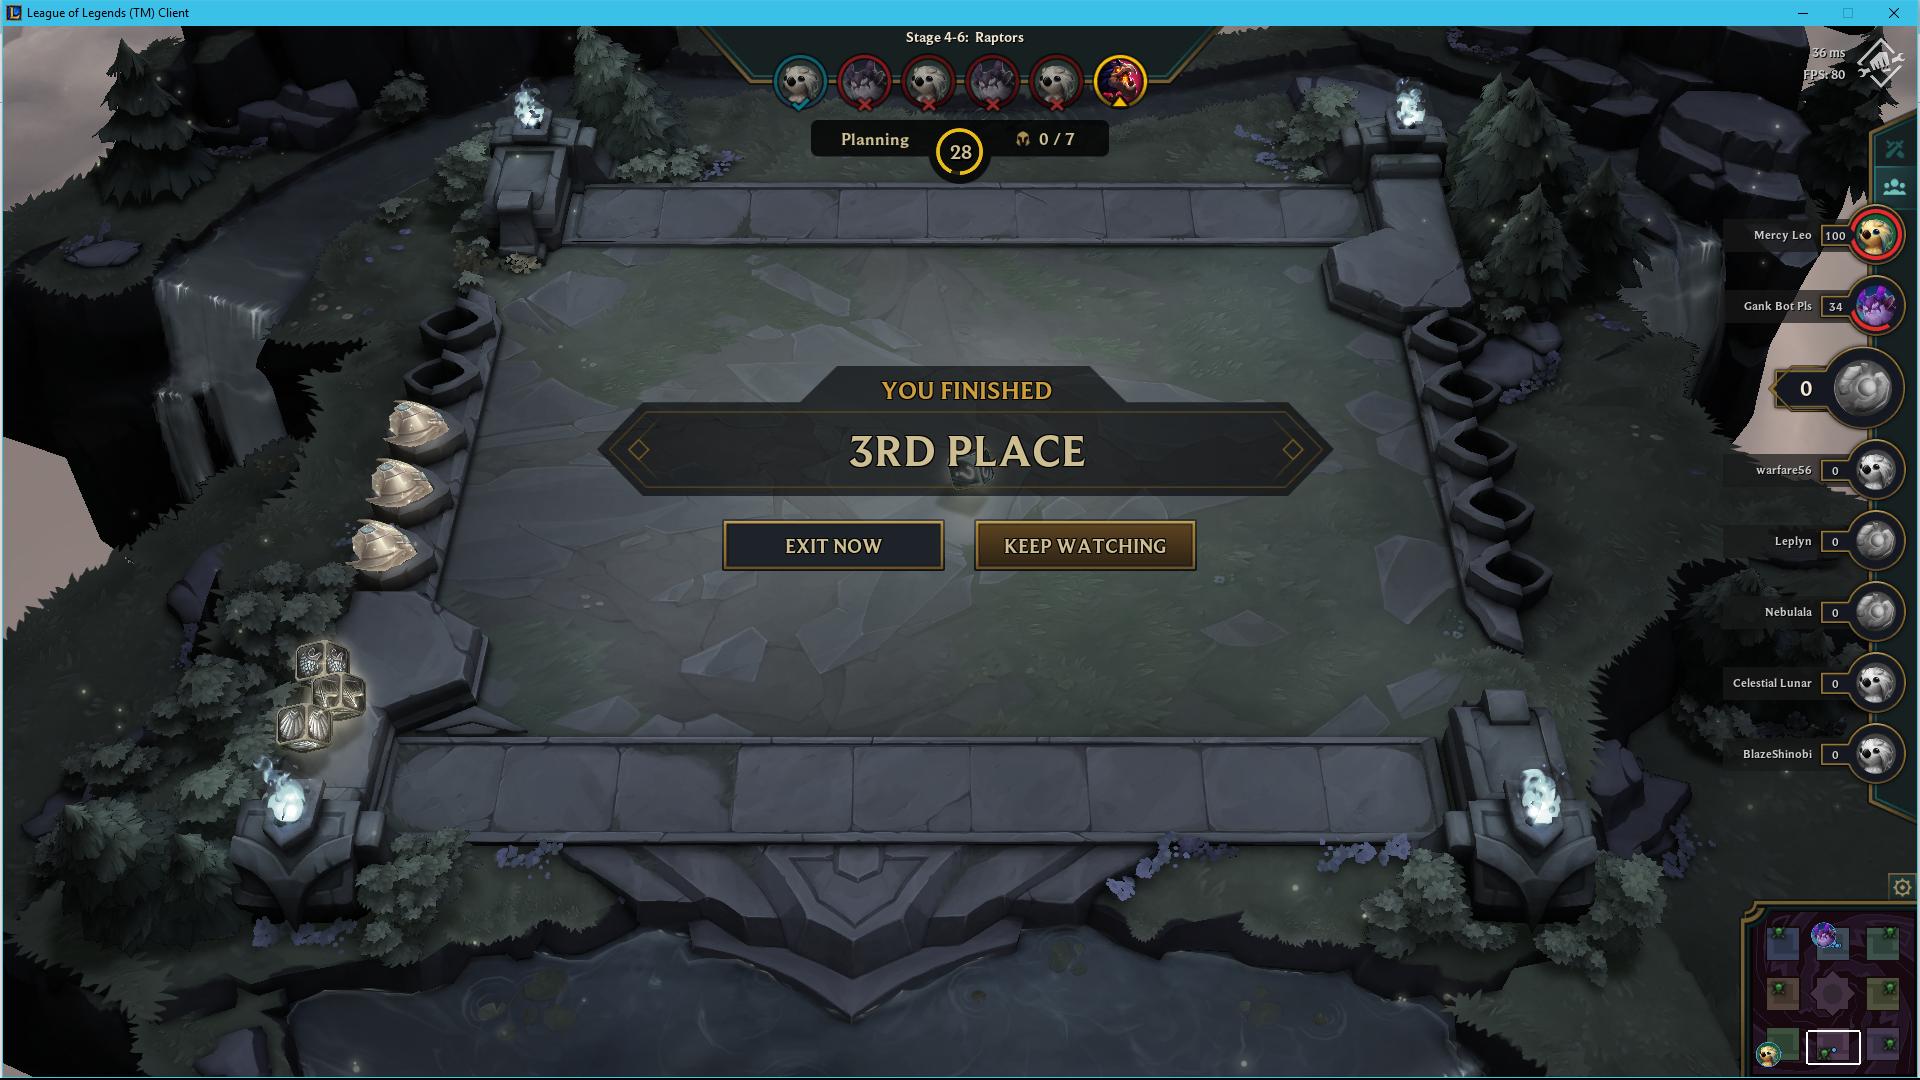 League of Legends (TM) Client
Stage 4-6: Raptors
36 ms
FPS: 80
Planning
28
0 / 7
Mercy Leo 100
Gank Bot Pls 34
0
YOU FINISHED
3RD PLACE
EXIT NOW
KEEP WATCHING
warfare56 0
Leplyn 0
Nebulala 0
Celestial Lunar 0
BlazeShinobi 0